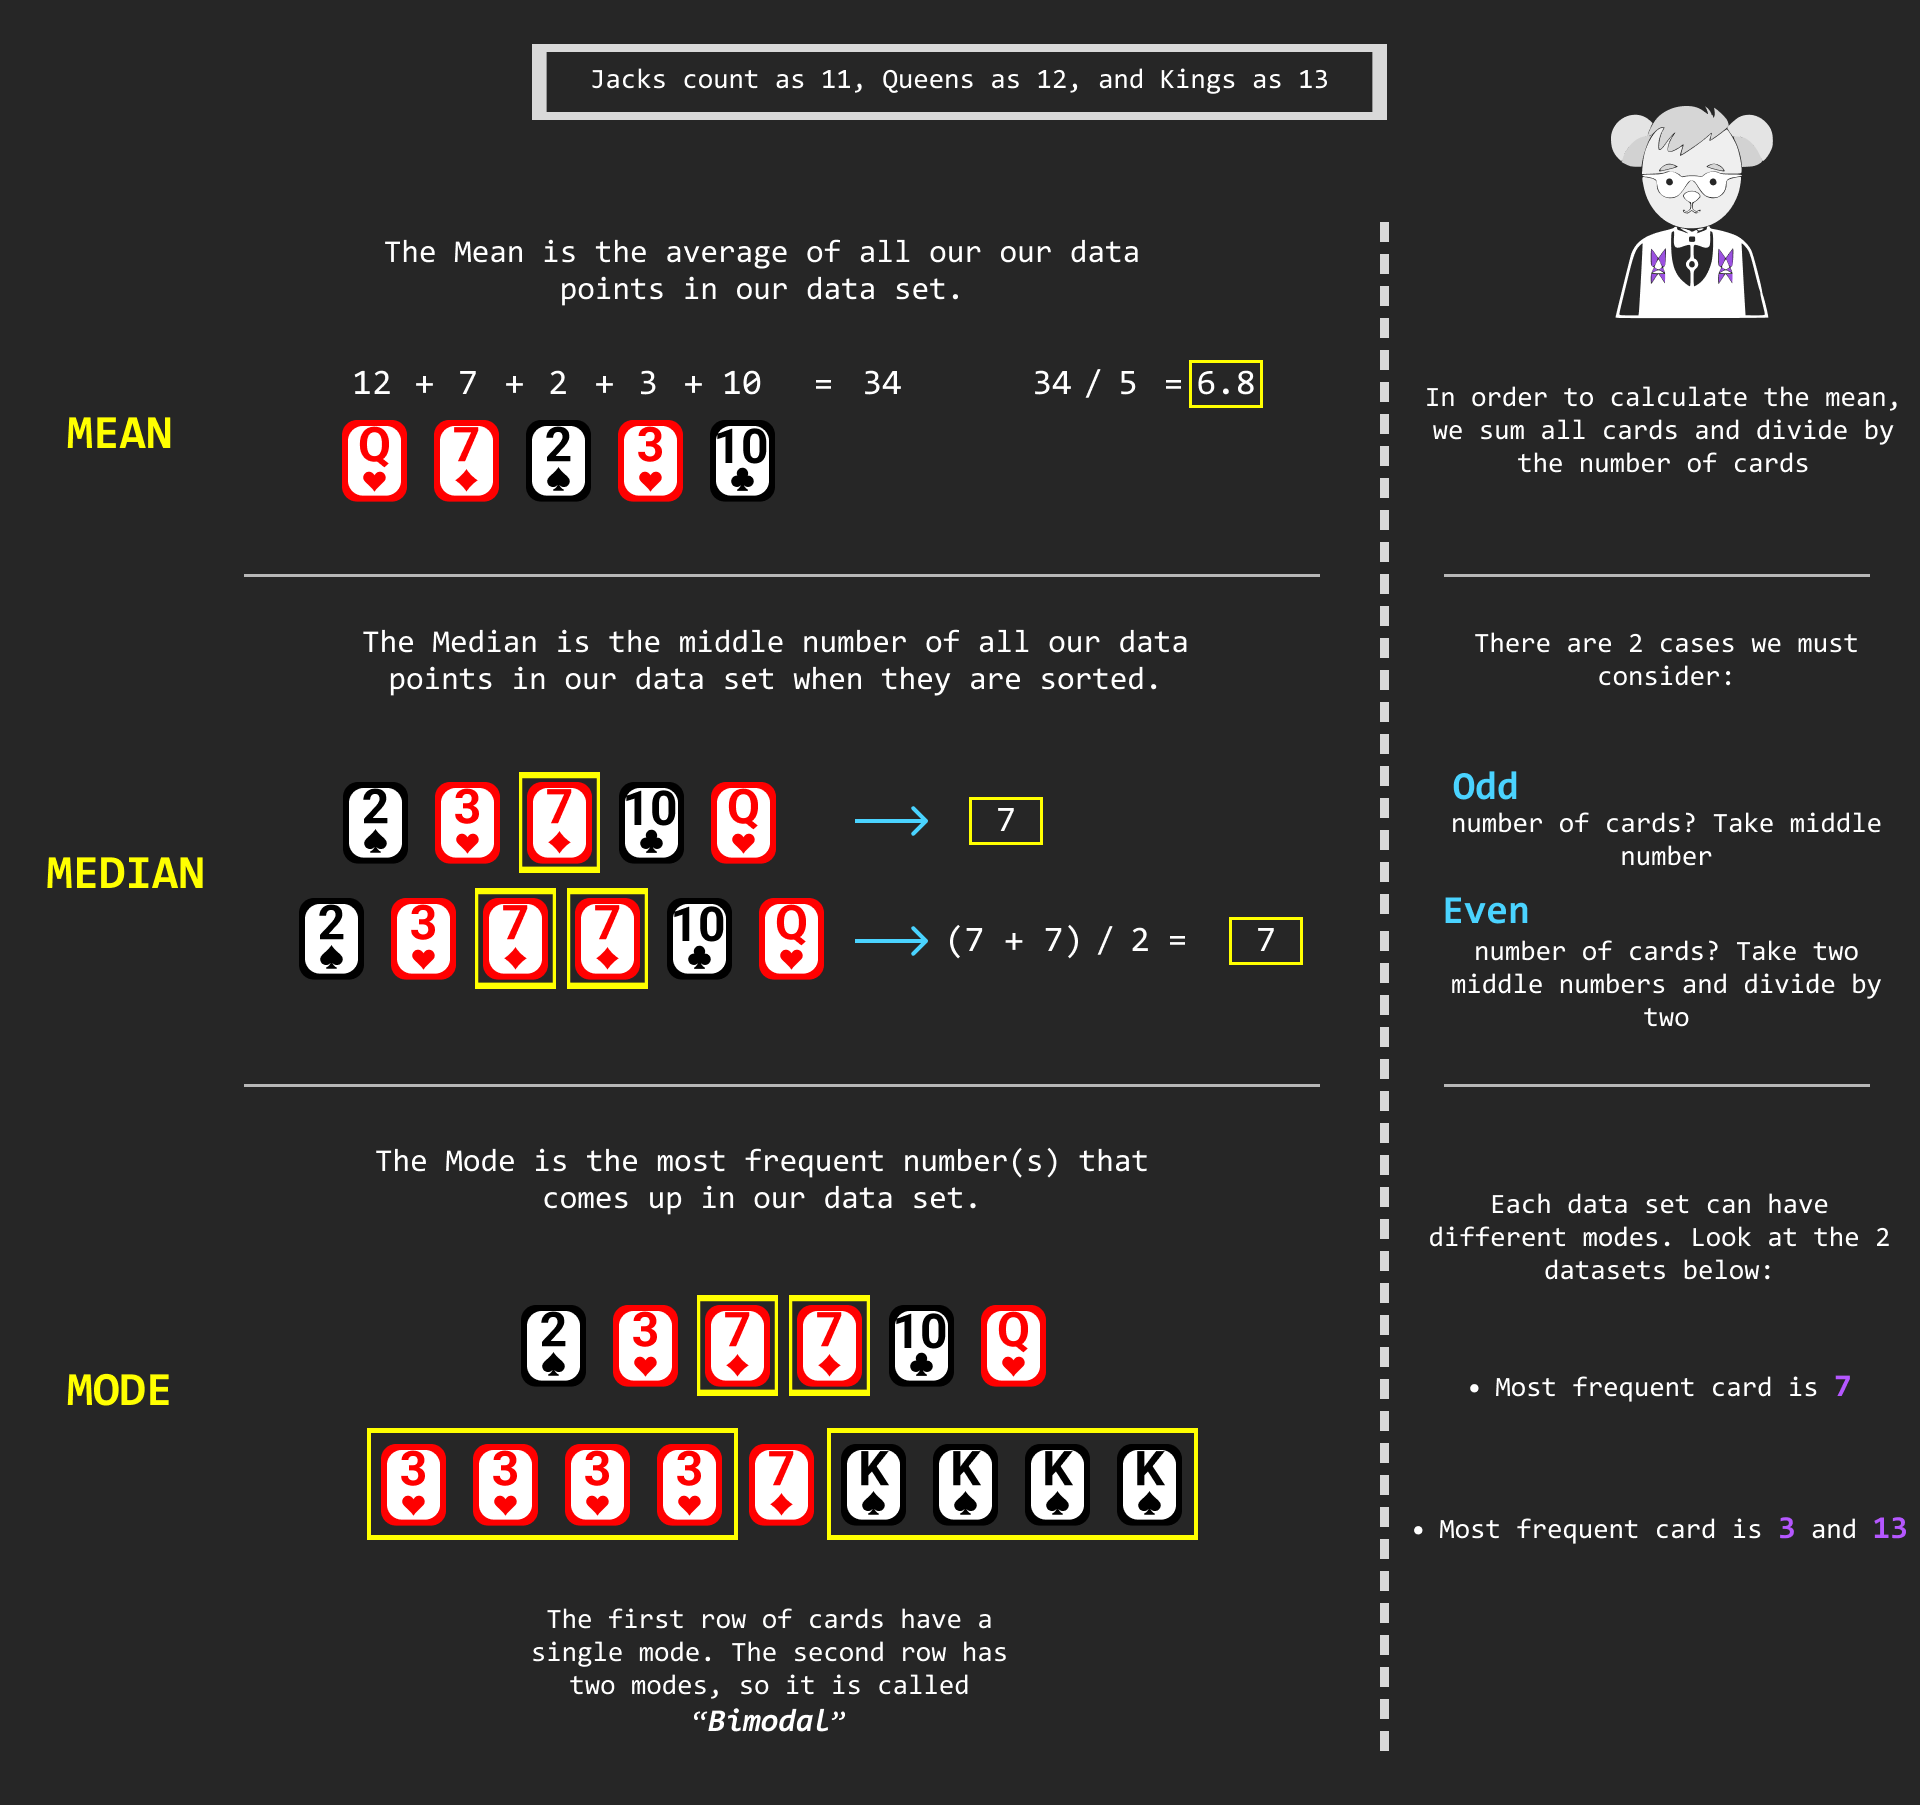 Jacks count as 11, Queens as 12, and Kings as 13
The Mean is the average of all our our data
points in our data set.
12 + 7 + 2 + 3 + 10 = 34 34 / 5 = 6.8
MEAN
Q 7 2 3 10
In order to calculate the mean,
we sum all cards and divide by
the number of cards
The Median is the middle number of all our data
points in our data set when they are sorted.
There are 2 cases we must
consider:
2 3 7 10 Q 7
MEDIAN
2 3 7 7 10 Q (7 + 7) / 2 = 7
Odd
number of cards? Take middle
number
Even
number of cards? Take two
middle numbers and divide by
two
The Mode is the most frequent number(s) that
comes up in our data set.
Each data set can have
different modes. Look at the 2
datasets below:
2 3 7 7 10 Q
MODE
• Most frequent card is 7
3 3 3 3 7 K K K K
• Most frequent card is 3 and 13
The first row of cards have a
single mode. The second row has
two modes, so it is called
“Bimodal”